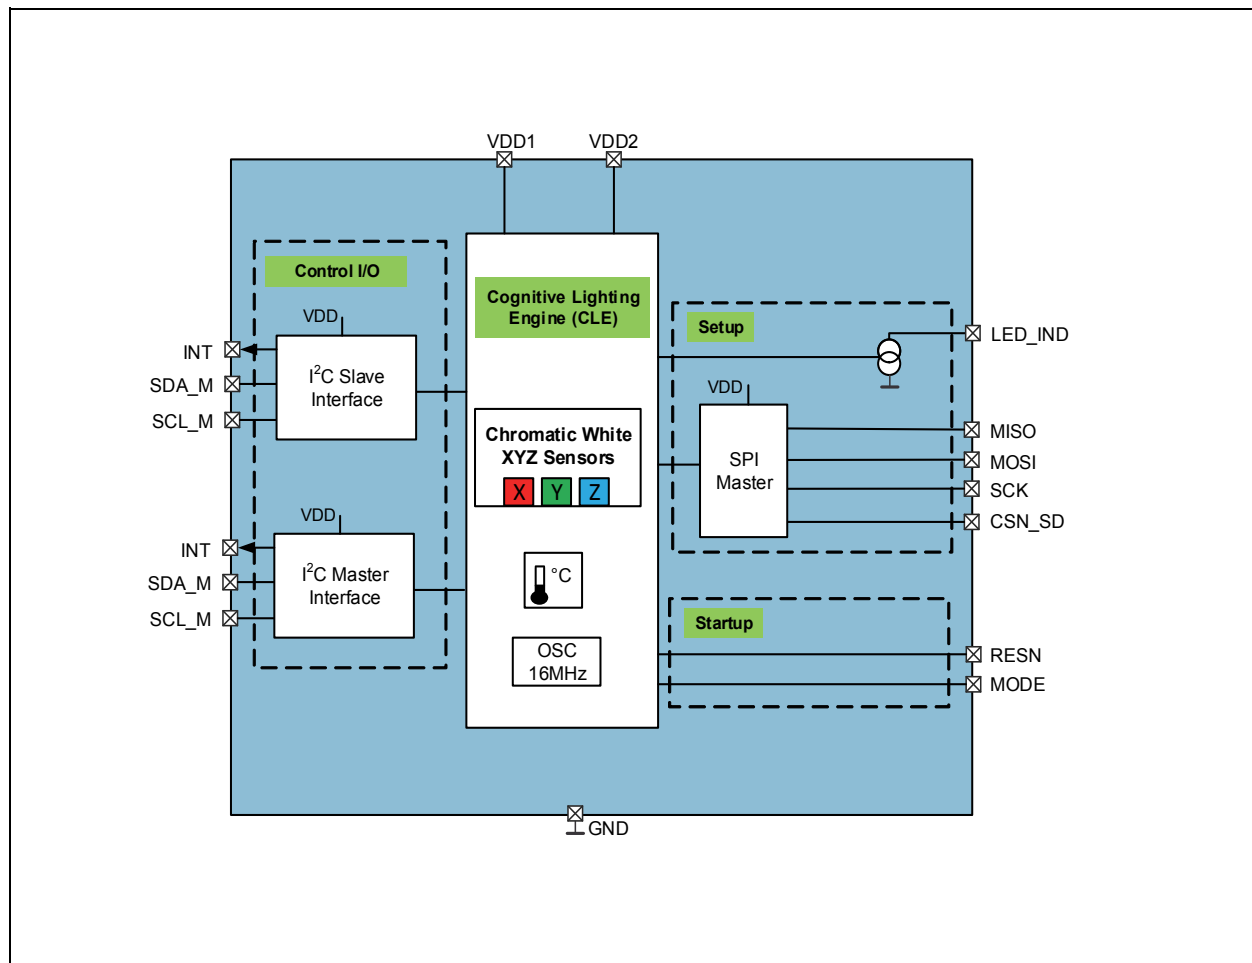 VDD1
VDD2
Control I/O
VDD
INT
SDA_M
SCL_M
I²C Slave
Interface
VDD
INT
SDA_M
SCL_M
I²C Master
Interface
Cognitive Lighting
Engine (CLE)
Chromatic White
XYZ Sensors
X Y Z
°C
OSC
16MHz
Setup
LED_IND
VDD
SPI
Master
MISO
MOSI
SCK
CSN_SD
Startup
RESN
MODE
GND